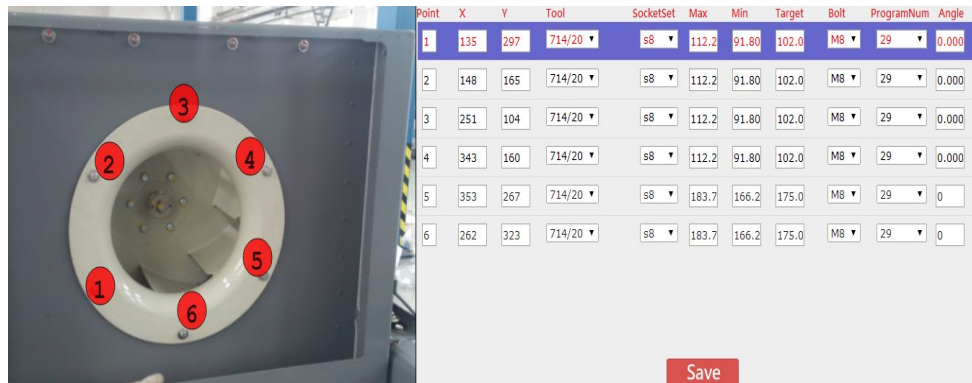 Point X Y Tool SocketSet Max Min Target Bolt ProgramNum Angle
1 135 297 714/20 s8 112.2 91.80 102.0 M8 29 0.000
2 148 165 714/20 s8 112.2 91.80 102.0 M8 29 0.000
3 251 104 714/20 s8 112.2 91.80 102.0 M8 29 0.000
4 343 160 714/20 s8 112.2 91.80 102.0 M8 29 0.000
5 353 267 714/20 s8 183.7 166.2 175.0 M8 29 0
6 262 323 714/20 s8 183.7 166.2 175.0 M8 29 0
Save
3
2
4
5
1
6